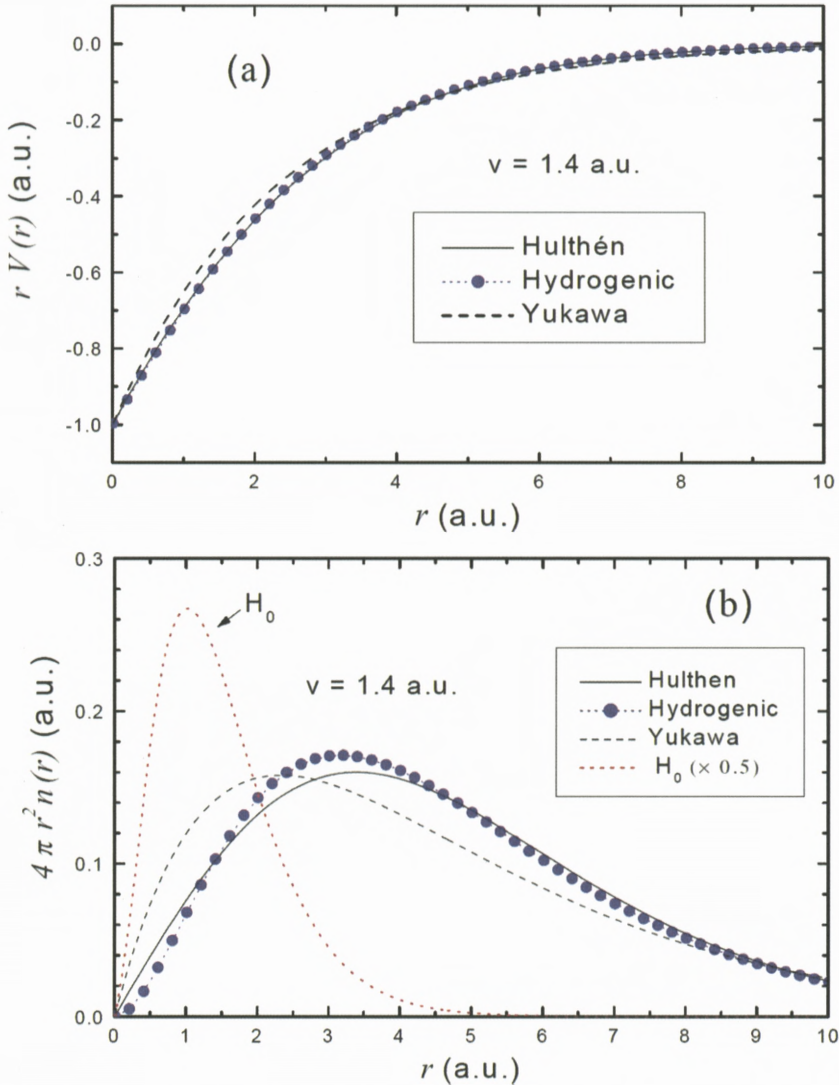 (a)
0.0
-0.2
-0.4
-0.6
-0.8
-1.0
r V(r) (a.u.)
v = 1.4 a.u.
Hulthén
Hydrogenic
Yukawa
0 2 4 6 8 10
r (a.u.)
(b)
0.3
0.2
0.1
0.0
4 π r² n(r) (a.u.)
H₀
v = 1.4 a.u.
Hulthen
Hydrogenic
Yukawa
H₀ (× 0.5)
0 1 2 3 4 5 6 7 8 9 10
r (a.u.)